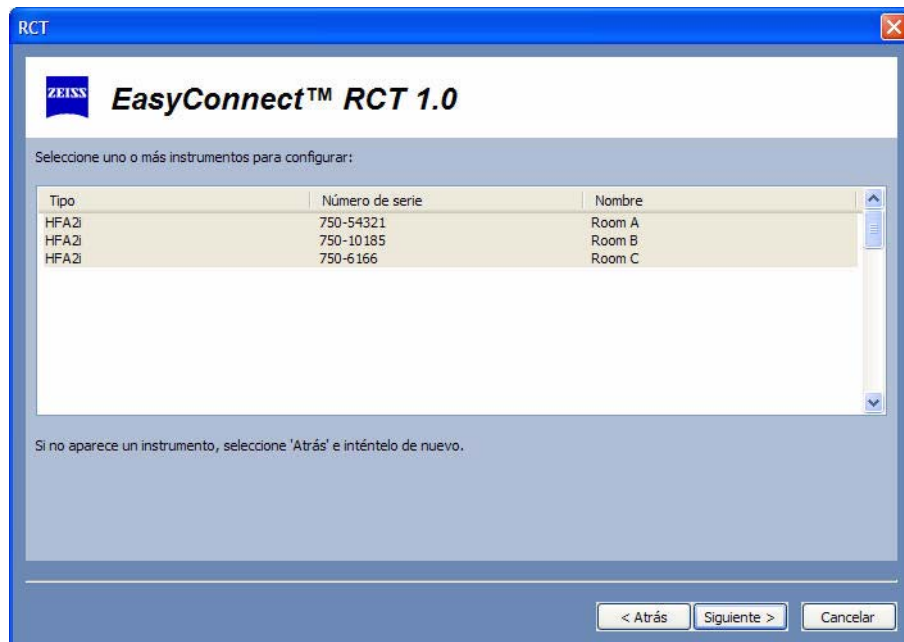 RCT
ZEISS
EasyConnect™ RCT 1.0
Seleccione uno o más instrumentos para configurar:
Tipo Número de serie Nombre
HFA2i 750-54321 Room A
HFA2i 750-10185 Room B
HFA2i 750-6166 Room C
Si no aparece un instrumento, seleccione 'Atrás' e inténtelo de nuevo.
< Atrás Siguiente > Cancelar